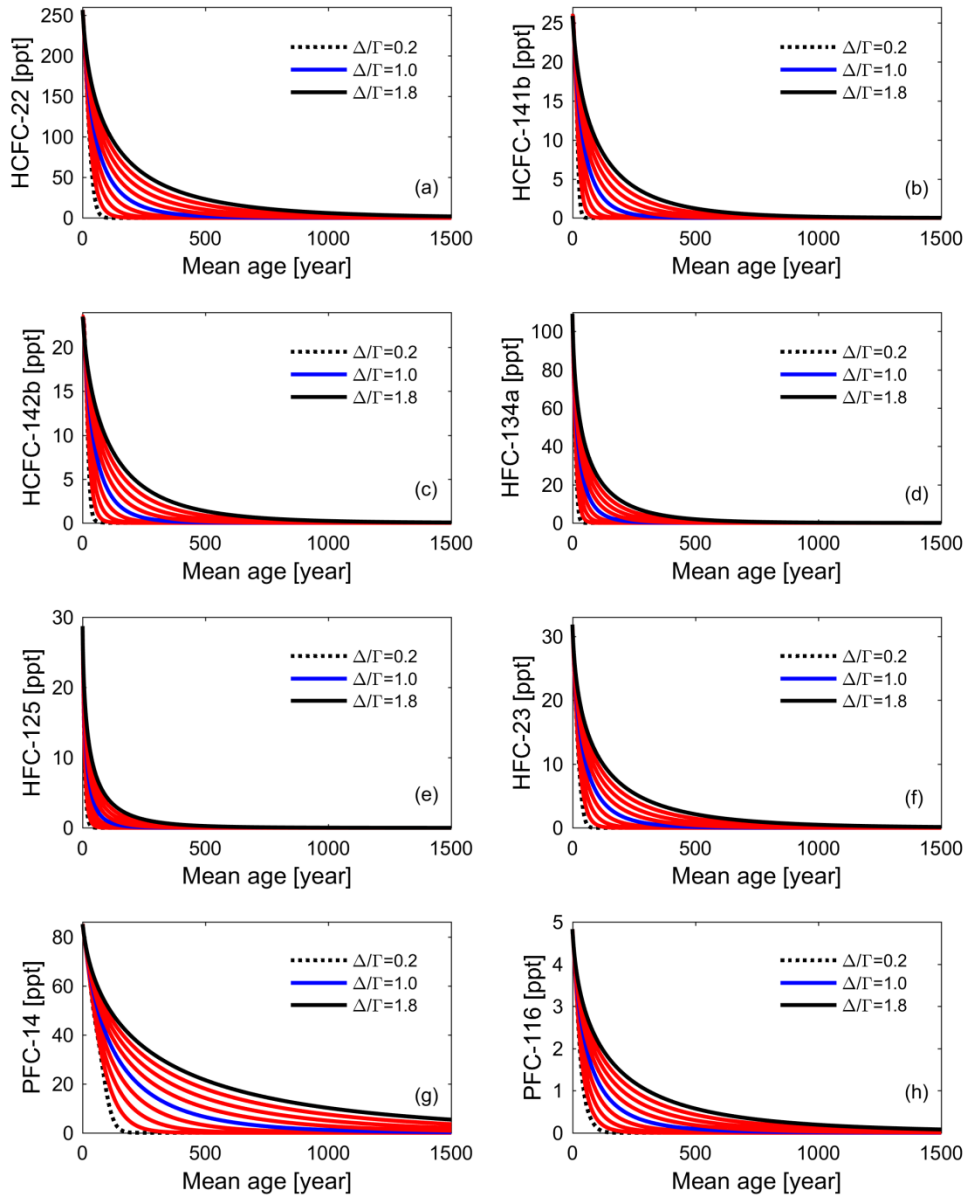 HCFC-22 [ppt]
250
200
150
100
50
0
Δ/Γ=0.2
Δ/Γ=1.0
Δ/Γ=1.8
(a)
0 500 1000 1500
Mean age [year]
HCFC-141b [ppt]
25
20
15
10
5
0
Δ/Γ=0.2
Δ/Γ=1.0
Δ/Γ=1.8
(b)
0 500 1000 1500
Mean age [year]
HCFC-142b [ppt]
20
15
10
5
0
Δ/Γ=0.2
Δ/Γ=1.0
Δ/Γ=1.8
(c)
0 500 1000 1500
Mean age [year]
HFC-134a [ppt]
100
80
60
40
20
0
Δ/Γ=0.2
Δ/Γ=1.0
Δ/Γ=1.8
(d)
0 500 1000 1500
Mean age [year]
HFC-125 [ppt]
30
20
10
0
Δ/Γ=0.2
Δ/Γ=1.0
Δ/Γ=1.8
(e)
0 500 1000 1500
Mean age [year]
HFC-23 [ppt]
30
20
10
0
Δ/Γ=0.2
Δ/Γ=1.0
Δ/Γ=1.8
(f)
0 500 1000 1500
Mean age [year]
PFC-14 [ppt]
80
60
40
20
0
Δ/Γ=0.2
Δ/Γ=1.0
Δ/Γ=1.8
(g)
0 500 1000 1500
Mean age [year]
PFC-116 [ppt]
5
4
3
2
1
0
Δ/Γ=0.2
Δ/Γ=1.0
Δ/Γ=1.8
(h)
0 500 1000 1500
Mean age [year]